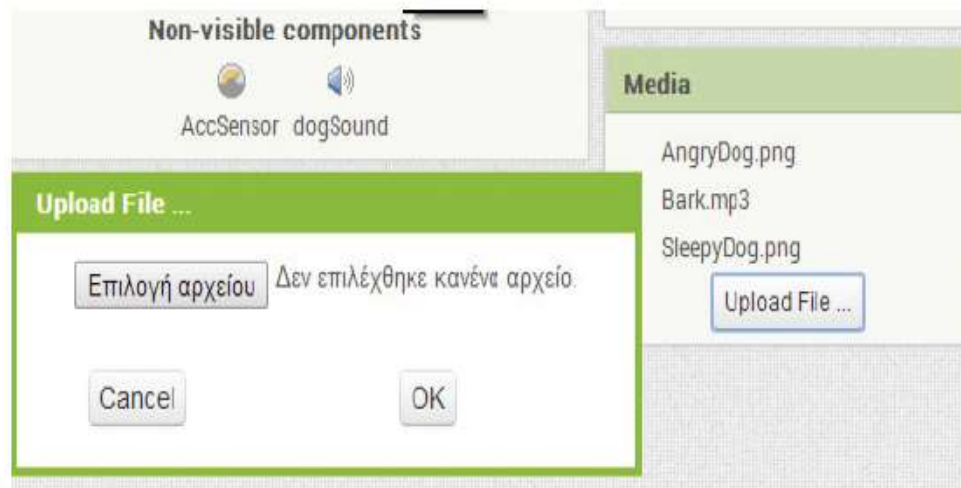 Non-visible components
AccSensor dogSound
Media
AngryDog.png
Bark.mp3
SleepyDog.png
Upload File ...
Upload File ...
Επιλογή αρχείου Δεν επιλέχθηκε κανένα αρχείο.
Cancel OK